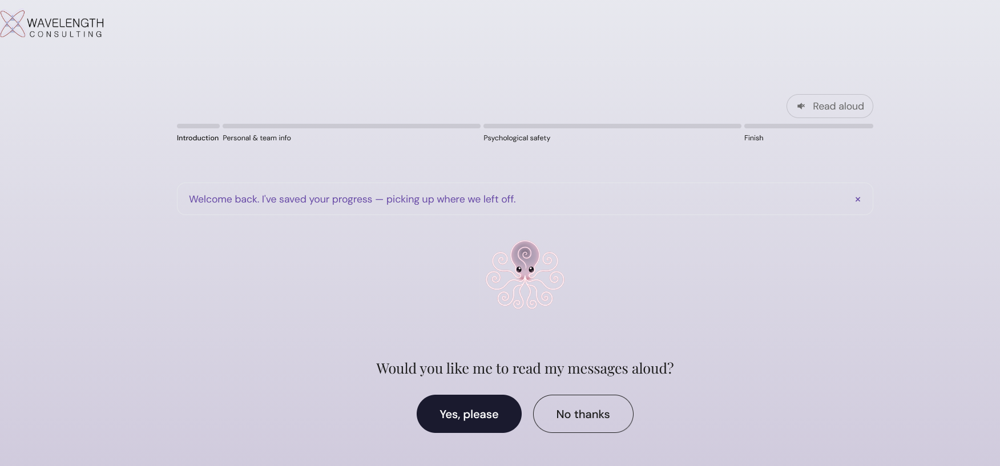 WAVELENGTH
CONSULTING
Read aloud
Introduction Personal & team info Psychological safety Finish
Welcome back. I've saved your progress — picking up where we left off. ×
Would you like me to read my messages aloud?
Yes, please No thanks